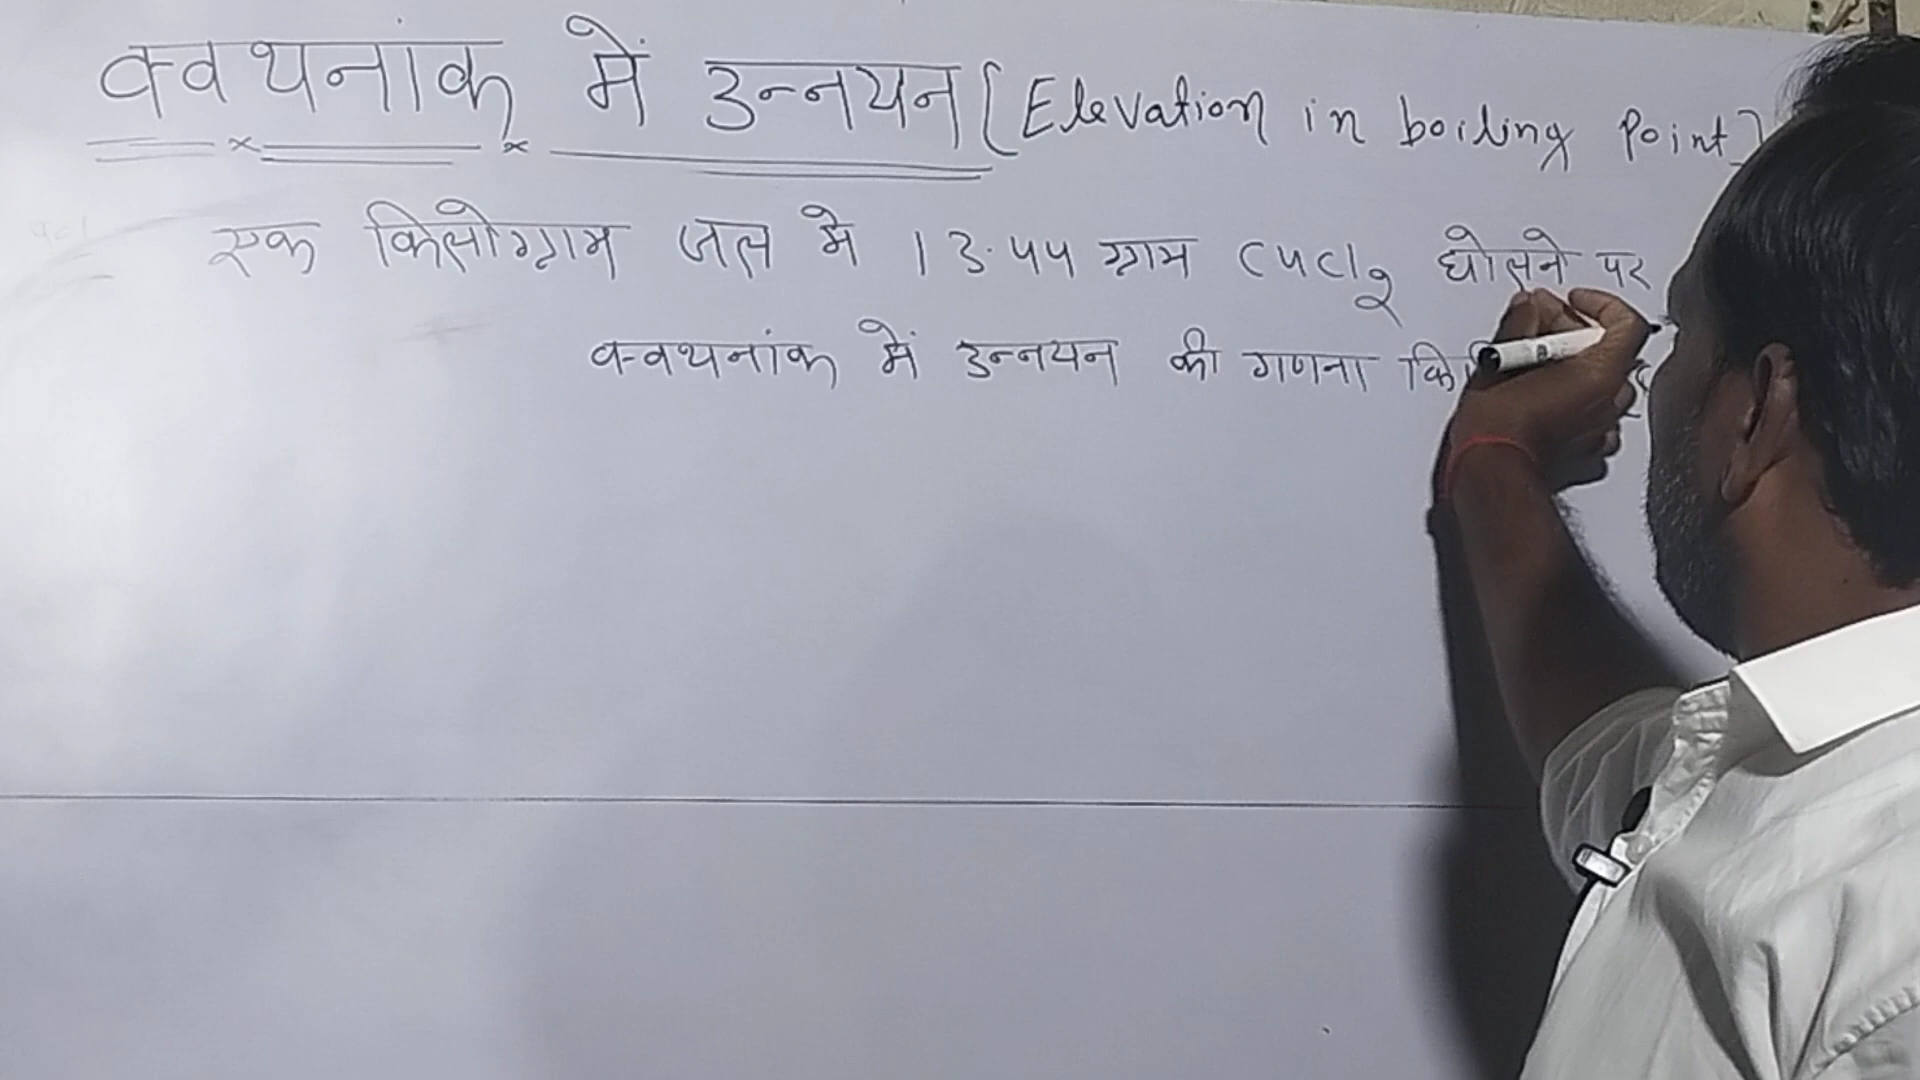 क्वथनांक में उन्नयन [Elevation in boiling Point]
एक किलोग्राम जल मे 13.44 ग्राम CuCl2 घोलने पर
क्वथनांक में उन्नयन की गणना